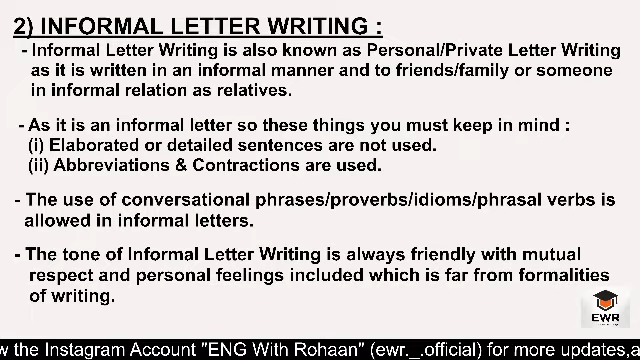 2) INFORMAL LETTER WRITING :
- Informal Letter Writing is also known as Personal/Private Letter Writing
as it is written in an informal manner and to friends/family or someone
in informal relation as relatives.
- As it is an informal letter so these things you must keep in mind :
(i) Elaborated or detailed sentences are not used.
(ii) Abbreviations & Contractions are used.
- The use of conversational phrases/proverbs/idioms/phrasal verbs is
allowed in informal letters.
- The tone of Informal Letter Writing is always friendly with mutual
respect and personal feelings included which is far from formalities
of writing.
EWR
w the Instagram Account "ENG With Rohaan" (ewr._.official) for more updates,a